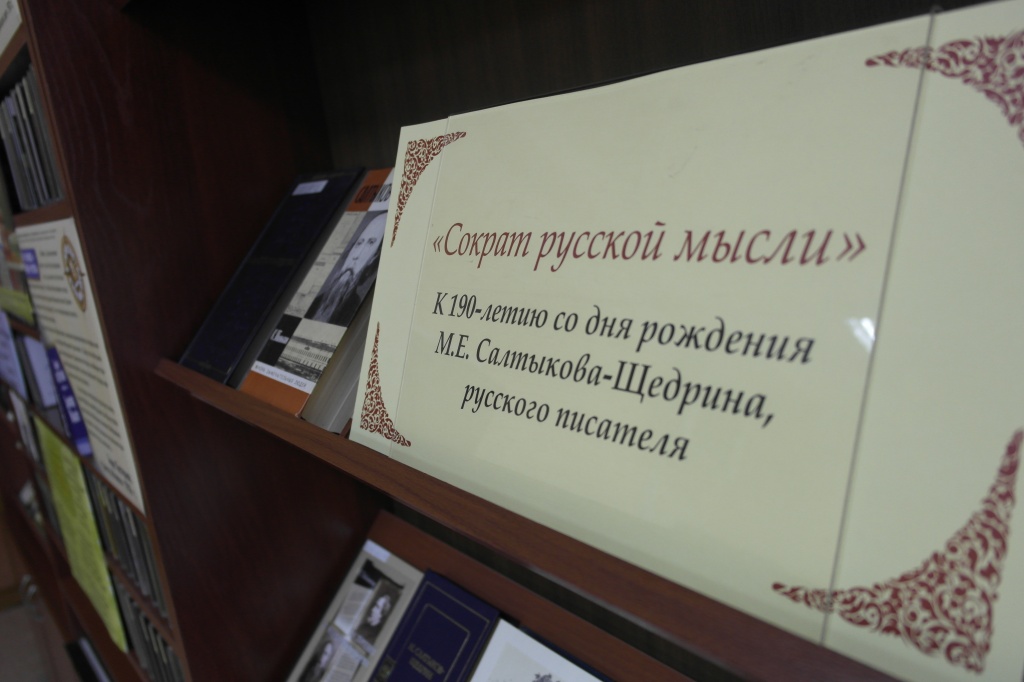 «Сократ русской мысли»
К 190-летию со дня рождения
М.Е. Салтыкова-Щедрина,
русского писателя